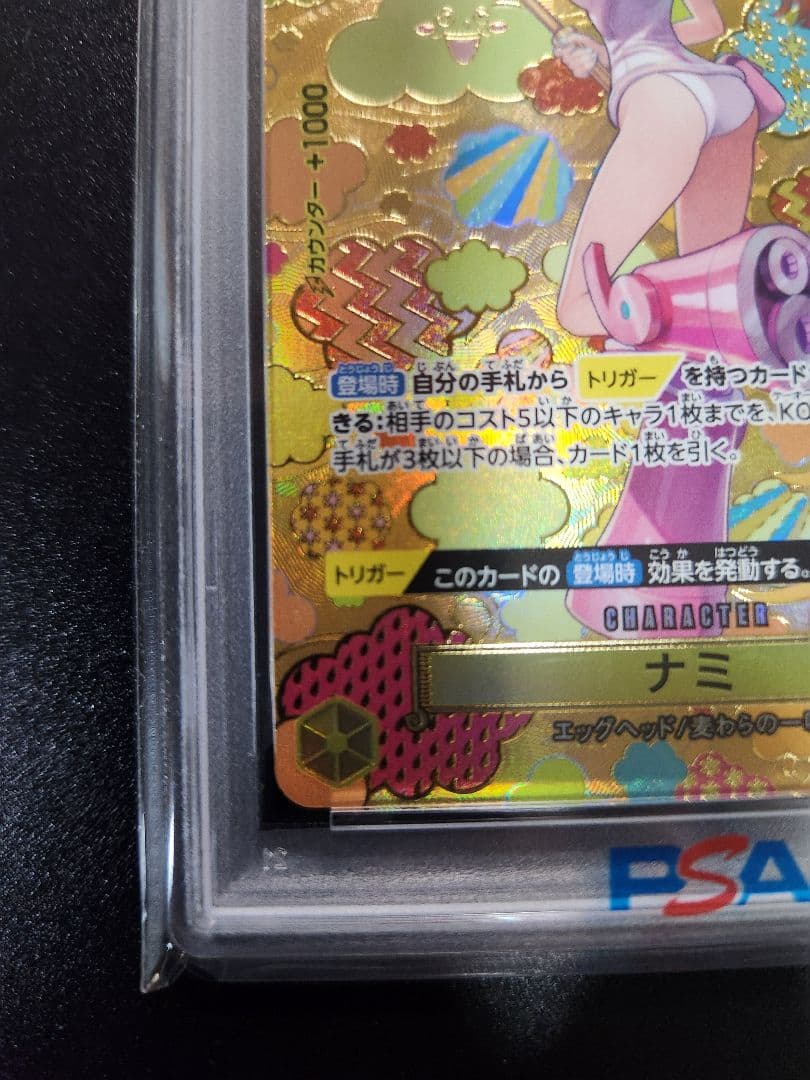 カウンター +1000
登場時 自分の手札から トリガー を持つカード
きる:相手のコスト5以下のキャラ1枚までを、KO
手札が3枚以下の場合、カード1枚を引く。
トリガー このカードの 登場時 効果を発動する。
CHARACTER
ナミ
エッグヘッド/麦わらの一
PSA